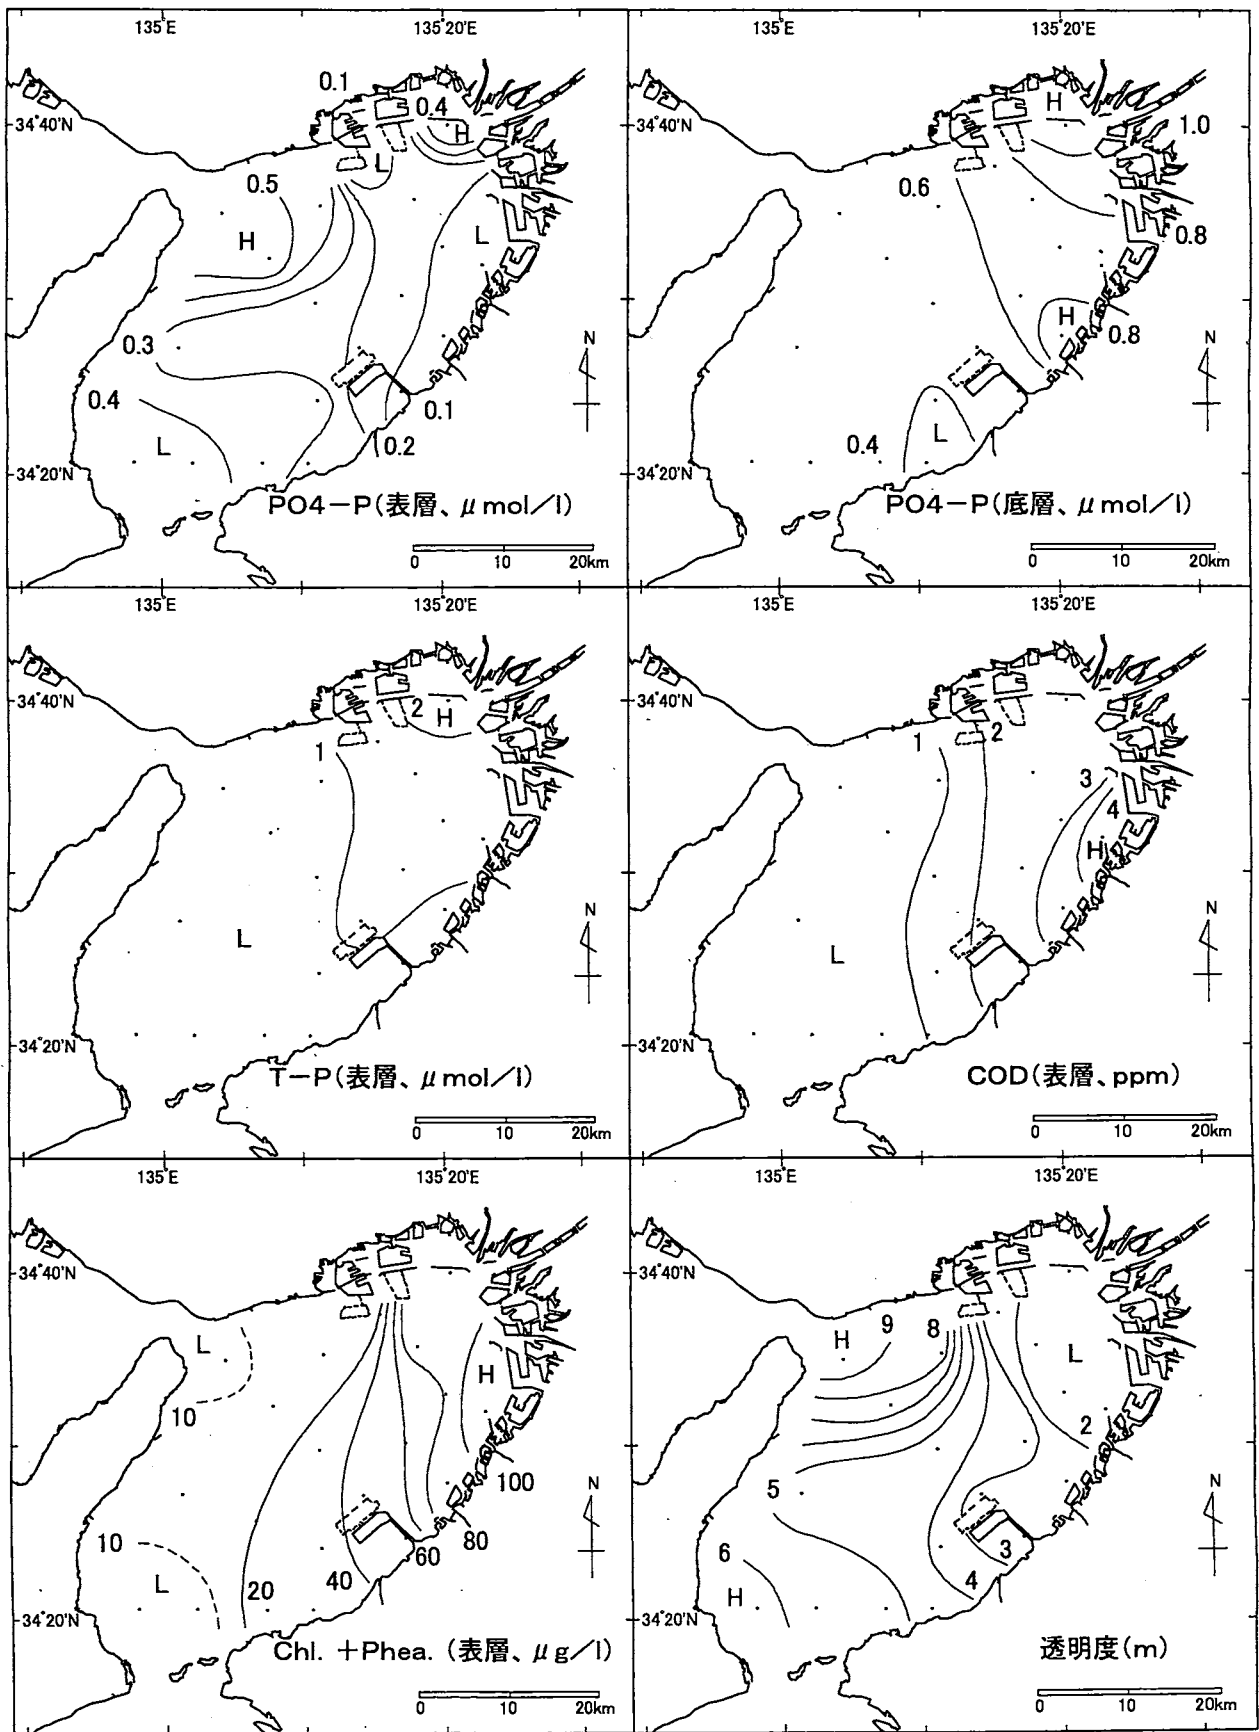 135°E 135°20'E
34°40'N
0.1
0.4
H
L
0.5
H
L
0.3
0.4
L
0.1
0.2
34°20'N
N
PO4-P(表層、μmol/l)
0 10 20km
135°E 135°20'E
34°40'N
H
1.0
0.6
0.8
H
0.8
0.4
L
34°20'N
N
PO4-P(底層、μmol/l)
0 10 20km
135°E 135°20'E
34°40'N
2
H
1
L
34°20'N
N
T-P(表層、μmol/l)
0 10 20km
135°E 135°20'E
34°40'N
1
2
3
4
H
L
34°20'N
N
COD(表層、ppm)
0 10 20km
135°E 135°20'E
34°40'N
L
10
H
100
10
L
20
40
60
80
34°20'N
N
Chl. +Phea. (表層、μg/l)
0 10 20km
135°E 135°20'E
34°40'N
H
9
8
L
2
5
6
H
3
4
34°20'N
N
透明度(m)
0 10 20km